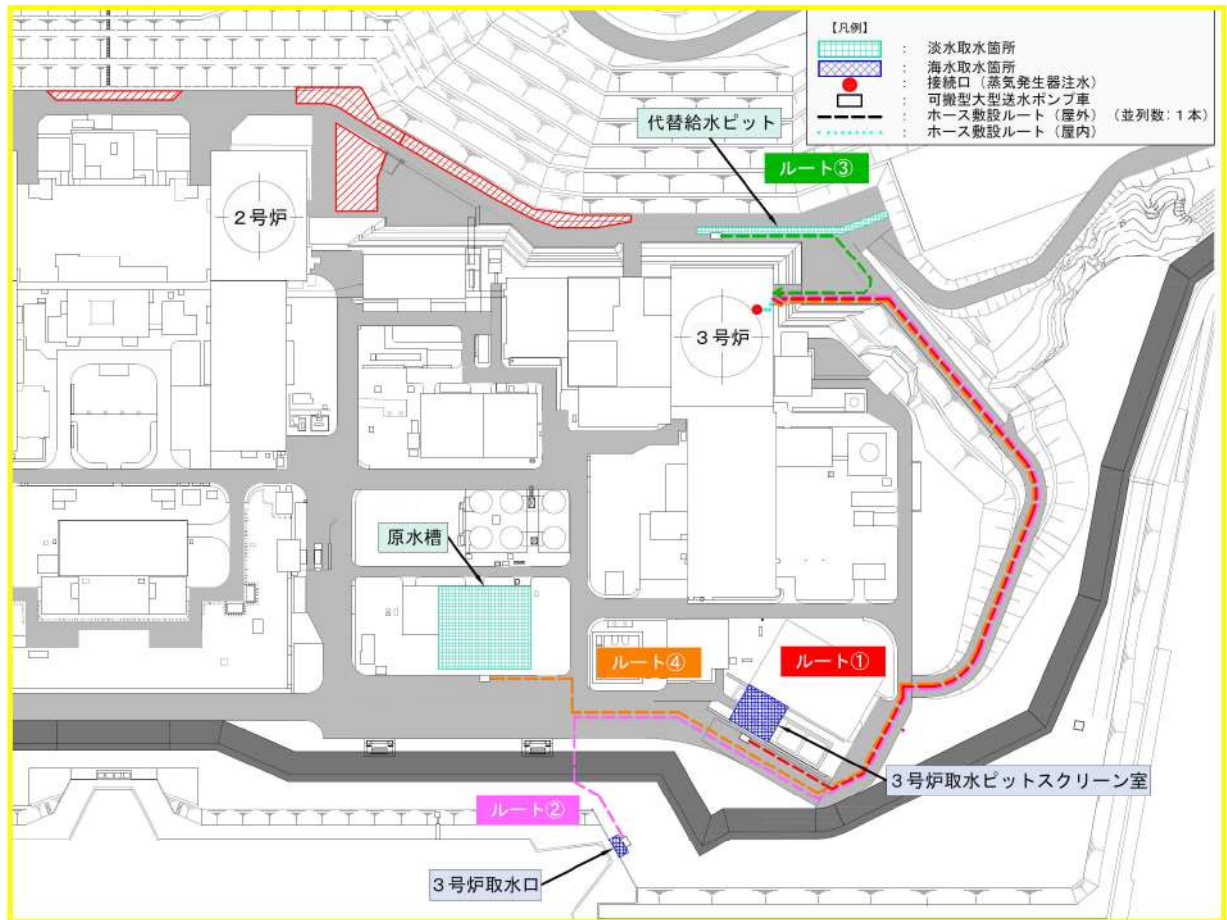 【凡例】
： 淡水取水箇所
： 海水取水箇所
： 接続口（蒸気発生器注水）
： 可搬型大型送水ポンプ車
： ホース敷設ルート（屋外）（並列数：１本）
： ホース敷設ルート（屋内）
代替給水ピット
ルート③
２号炉
３号炉
原水槽
ルート④
ルート①
３号炉取水ピットスクリーン室
ルート②
３号炉取水口